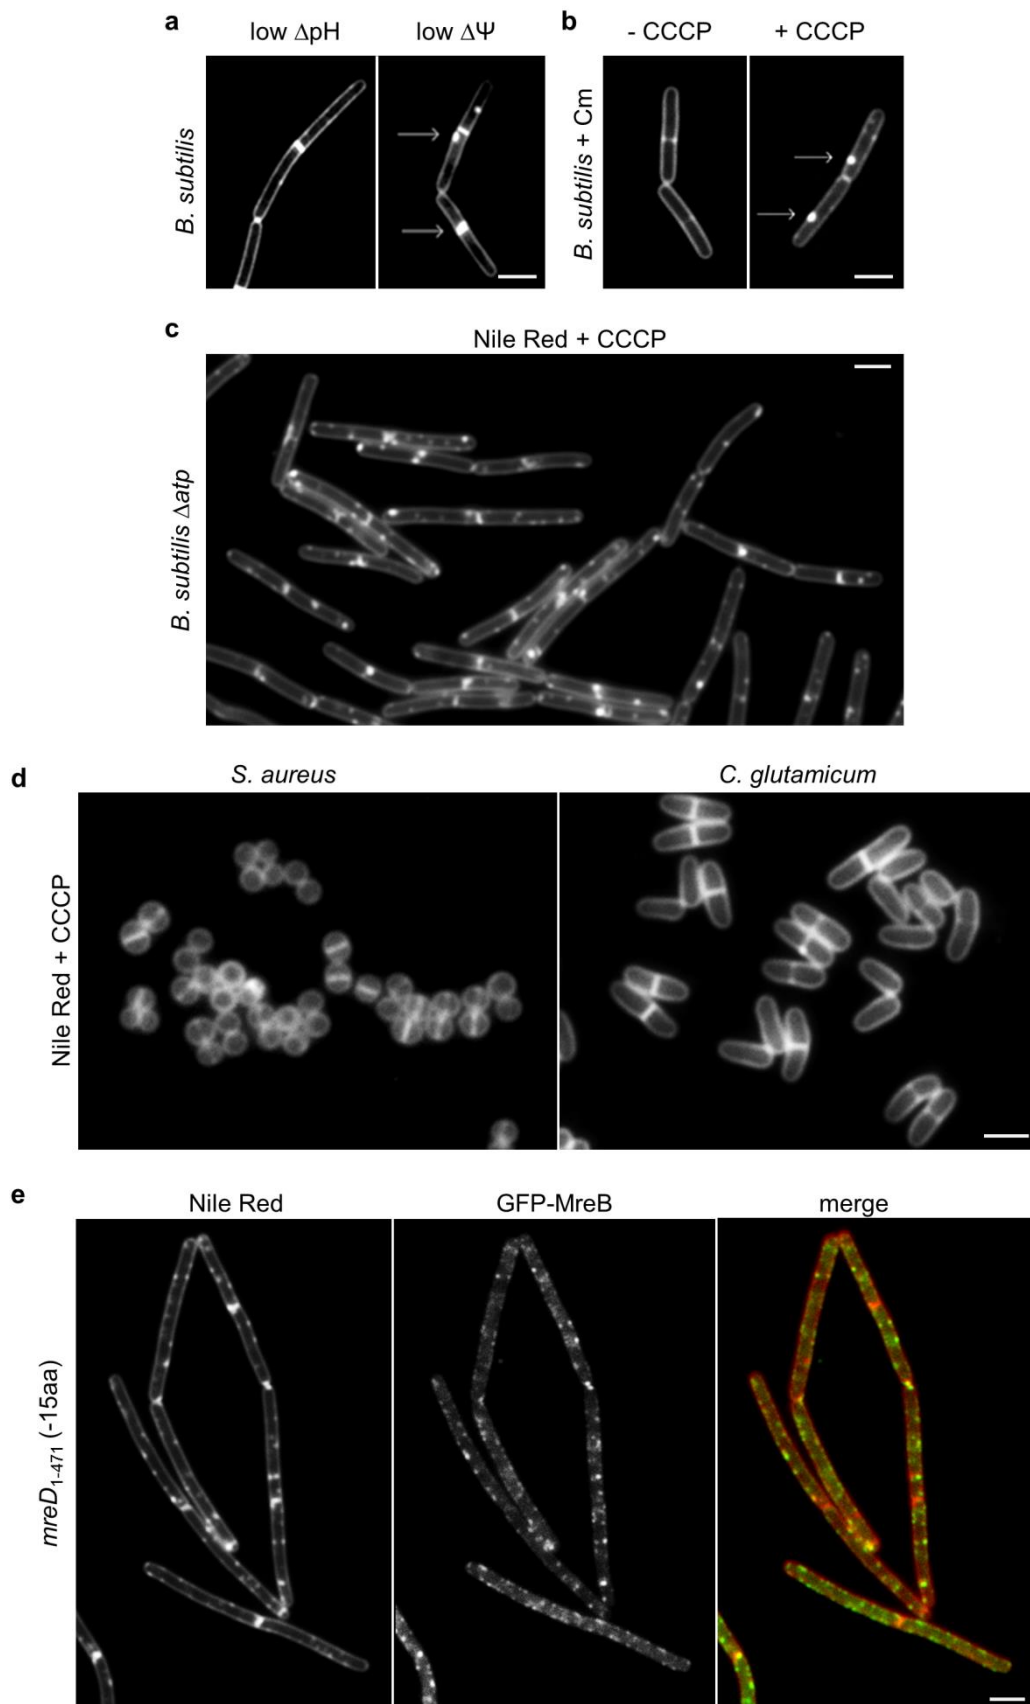 a
low ΔpH
low ΔΨ
B. subtilis
b
- CCCP
+ CCCP
B. subtilis + Cm
c
Nile Red + CCCP
B. subtilis Δatp
d
S. aureus
C. glutamicum
Nile Red + CCCP
e
Nile Red
GFP-MreB
merge
mreD1-471 (-15aa)